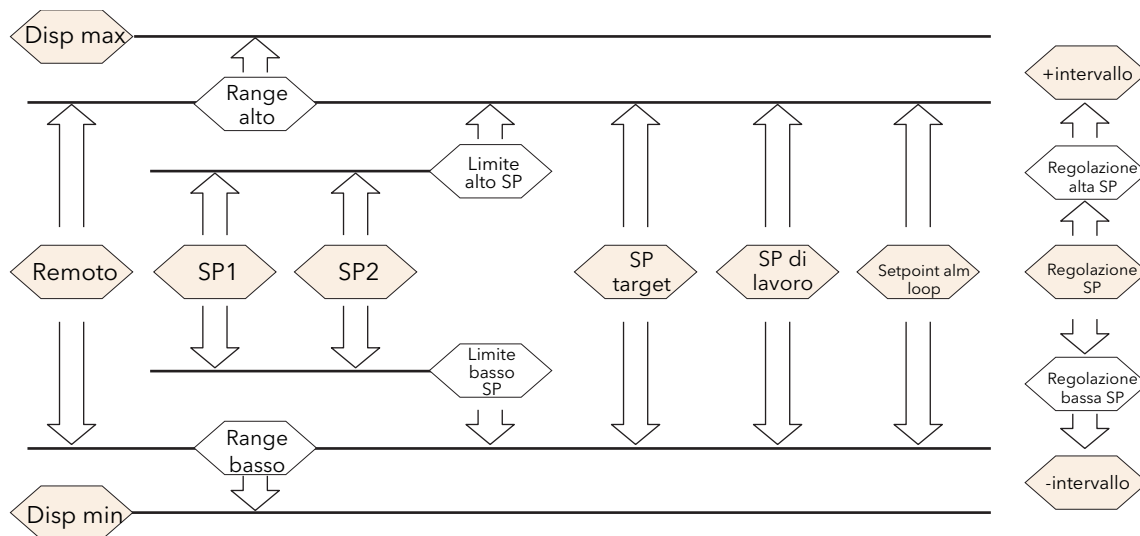 Disp max
+intervallo
Range
alto
Limite
alto SP
Regolazione
alta SP
Remoto
SP1
SP2
SP
target
SP di
lavoro
Setpoint alm
loop
Regolazione
SP
Limite
basso
SP
Regolazione
bassa SP
Range
basso
-intervallo
Disp min